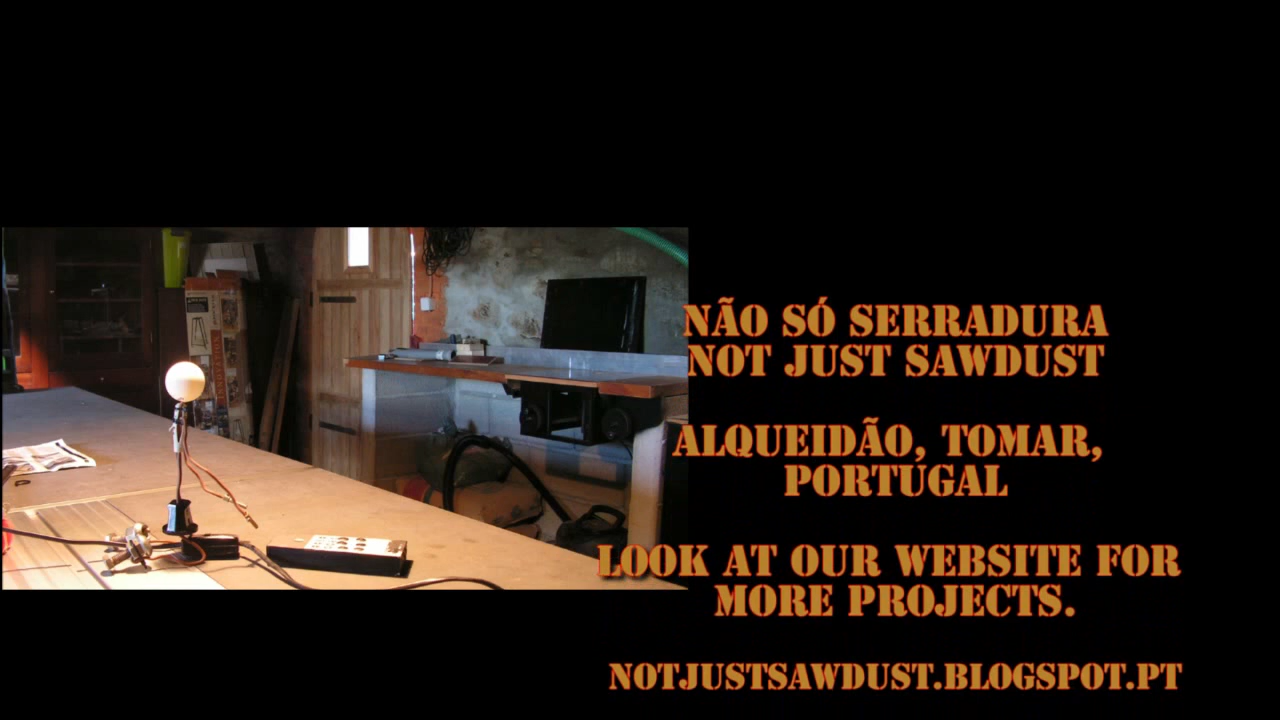 NÃO SÓ SERRADURA
NOT JUST SAWDUST
ALQUEIDÃO, TOMAR,
PORTUGAL
LOOK AT OUR WEBSITE FOR
MORE PROJECTS.
NOTJUSTSAWDUST.BLOGSPOT.PT